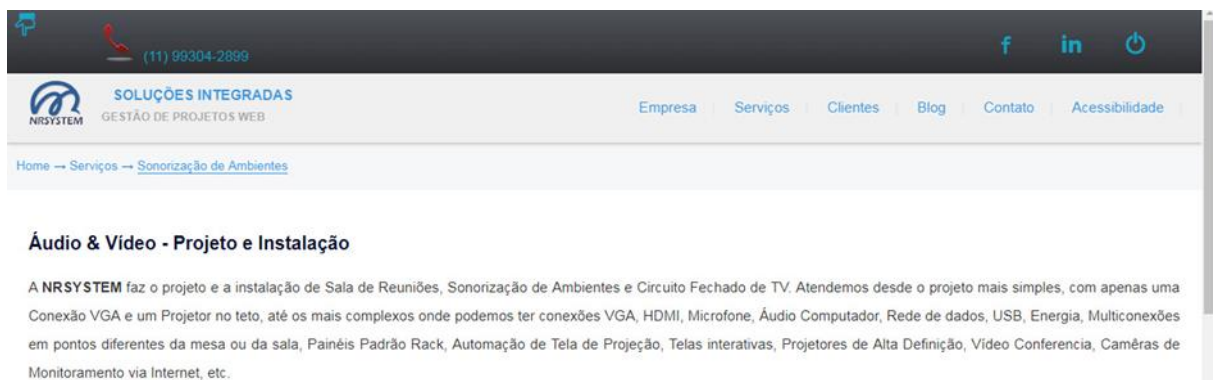 (11) 99304-2899
f in
NRSYSTEM
SOLUÇÕES INTEGRADAS
GESTÃO DE PROJETOS WEB
Empresa Serviços Clientes Blog Contato Acessibilidade
Home → Serviços → Sonorização de Ambientes
Áudio & Vídeo - Projeto e Instalação
A NRSYSTEM faz o projeto e a instalação de Sala de Reuniões, Sonorização de Ambientes e Circuito Fechado de TV. Atendemos desde o projeto mais simples, com apenas uma
Conexão VGA e um Projetor no teto, até os mais complexos onde podemos ter conexões VGA, HDMI, Microfone, Áudio Computador, Rede de dados, USB, Energia, Multiconexões
em pontos diferentes da mesa ou da sala, Painéis Padrão Rack, Automação de Tela de Projeção, Telas interativas, Projetores de Alta Definição, Vídeo Conferencia, Camêras de
Monitoramento via Internet, etc.